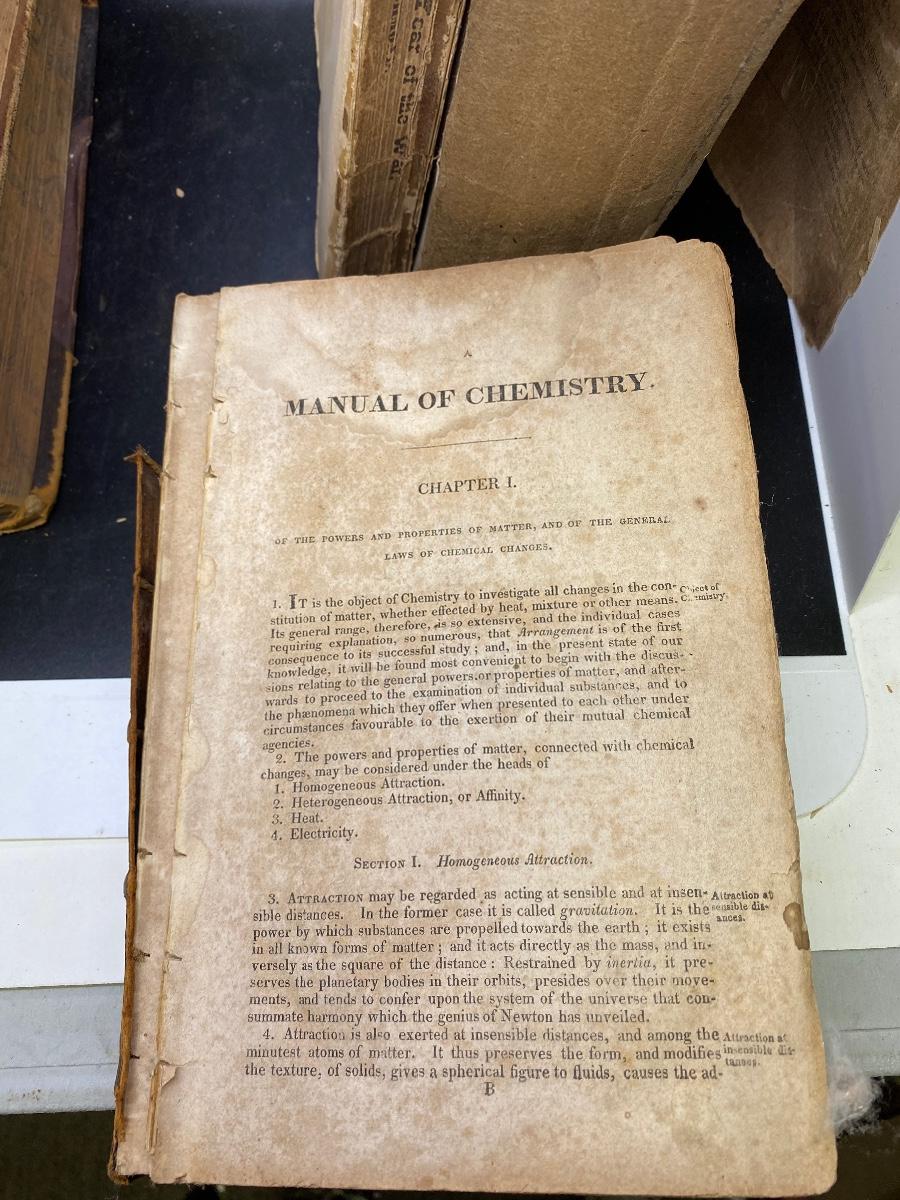 Year of the War
A
MANUAL OF CHEMISTRY.
CHAPTER I.
OF THE POWERS AND PROPERTIES OF MATTER, AND OF THE GENERAL
LAWS OF CHEMICAL CHANGES.
1. IT is the object of Chemistry to investigate all changes in the con-
stitution of matter, whether effected by heat, mixture or other means.
Object of
Chemistry.
Its general range, therefore, is so extensive, and the individual cases
requiring explanation, so numerous, that Arrangement is of the first
consequence to its successful study; and, in the present state of our
knowledge, it will be found most convenient to begin with the discus-
sions relating to the general powers or properties of matter, and after-
wards to proceed to the examination of individual substances, and to
the phænomena which they offer when presented to each other under
circumstances favourable to the exertion of their mutual chemical
agencies.
2. The powers and properties of matter, connected with chemical
changes, may be considered under the heads of
1. Homogeneous Attraction.
2. Heterogeneous Attraction, or Affinity.
3. Heat.
4. Electricity.
SECTION I. Homogeneous Attraction.
3. ATTRACTION may be regarded as acting at sensible and at insen-
sible distances. In the former case it is called gravitation. It is the
Attraction at
sensible dis-
ances.
power by which substances are propelled towards the earth; it exists
in all known forms of matter; and it acts directly as the mass, and in-
versely as the square of the distance: Restrained by inertia, it pre-
serves the planetary bodies in their orbits, presides over their move-
ments, and tends to confer upon the system of the universe that con-
summate harmony which the genius of Newton has unveiled.
4. Attraction is also exerted at insensible distances, and among the
minutest atoms of matter. It thus preserves the form, and modifies
Attraction at
insensible dis-
tances.
the texture, of solids, gives a spherical figure to fluids, causes the ad-
B